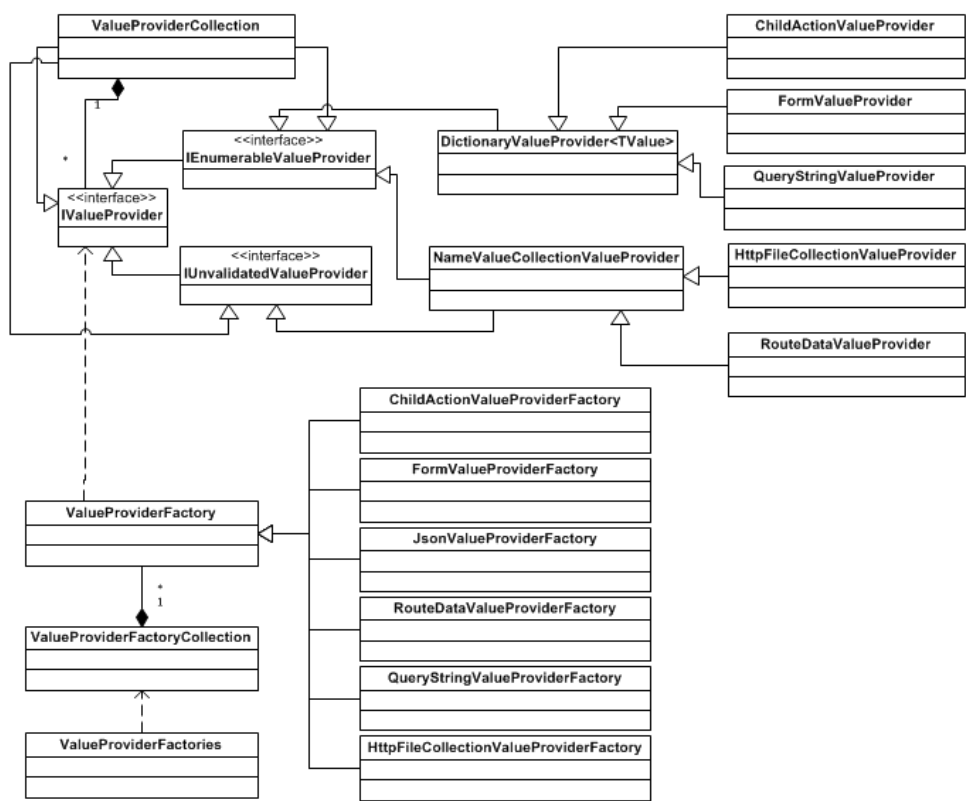 ValueProviderCollection
1
*
<<interface>>
IValueProvider
<<interface>>
IEnumerableValueProvider
<<interface>>
IUnvalidatedValueProvider
DictionaryValueProvider<TValue>
NameValueCollectionValueProvider
ChildActionValueProvider
FormValueProvider
QueryStringValueProvider
HttpFileCollectionValueProvider
RouteDataValueProvider
ChildActionValueProviderFactory
FormValueProviderFactory
JsonValueProviderFactory
RouteDataValueProviderFactory
QueryStringValueProviderFactory
HttpFileCollectionValueProviderFactory
ValueProviderFactory
*
1
ValueProviderFactoryCollection
ValueProviderFactories